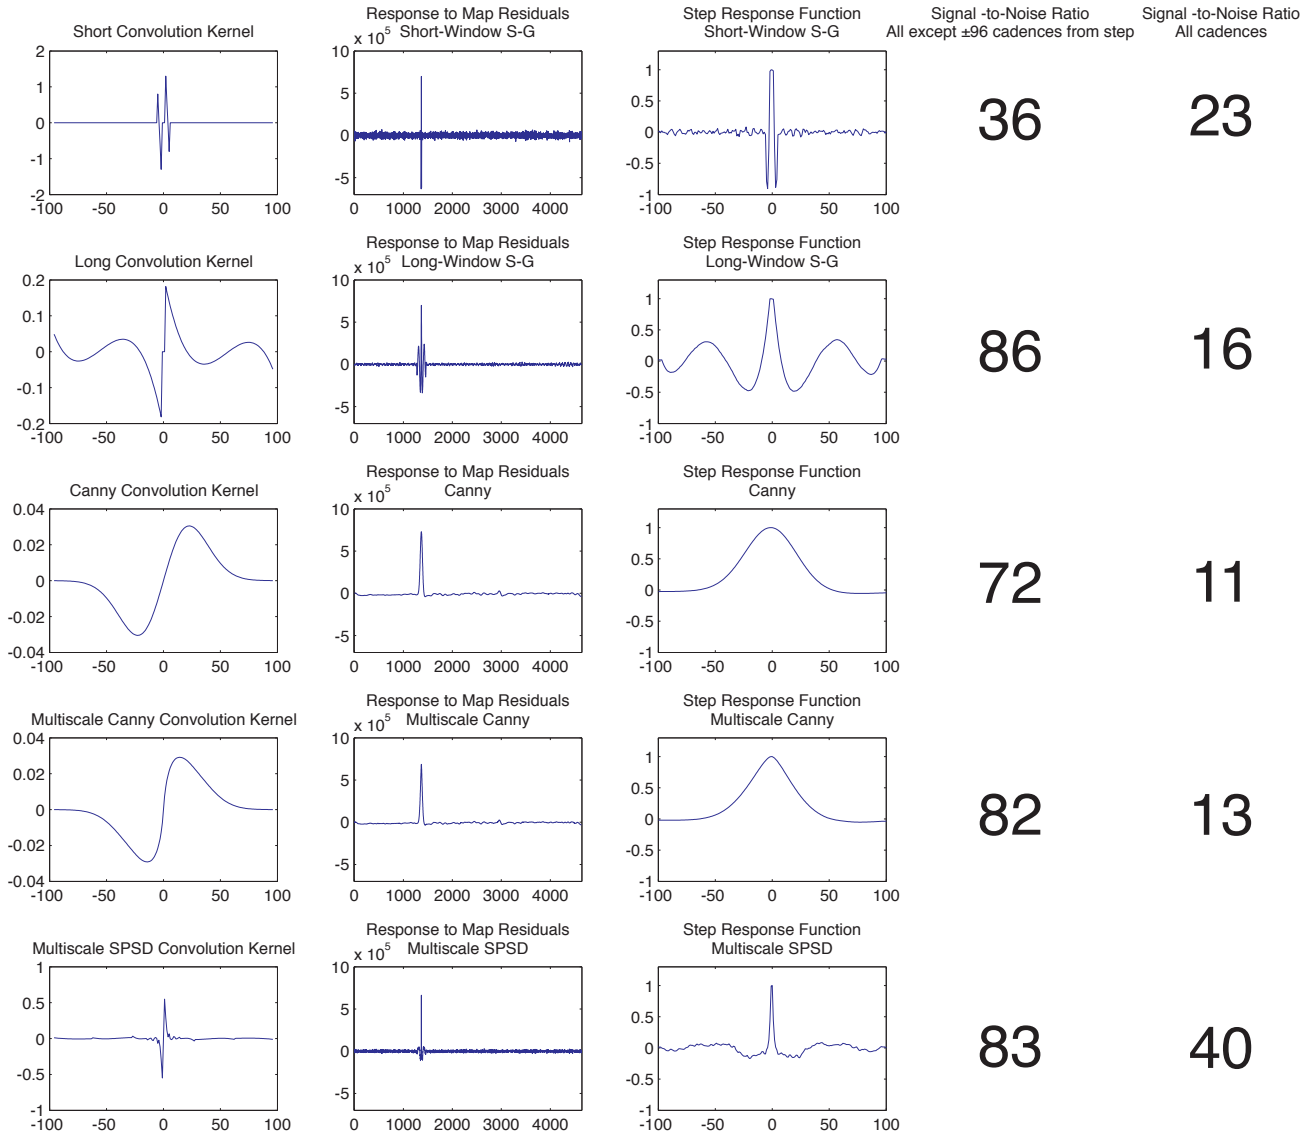 Short Convolution Kernel
2
1
0
-1
-2
-100 -50 0 50 100
Response to Map Residuals
Short-Window S-G
x 10^5
10
5
0
-5
0 1000 2000 3000 4000
Step Response Function
Short-Window S-G
1
0.5
0
-0.5
-1
-100 -50 0 50 100
Signal -to-Noise Ratio
All except ±96 cadences from step
36
Signal -to-Noise Ratio
All cadences
23
Long Convolution Kernel
0.2
0.1
0
-0.1
-0.2
-100 -50 0 50 100
Response to Map Residuals
Long-Window S-G
x 10^5
10
5
0
-5
0 1000 2000 3000 4000
Step Response Function
Long-Window S-G
1
0.5
0
-0.5
-1
-100 -50 0 50 100
86
16
Canny Convolution Kernel
0.04
0.02
0
-0.02
-0.04
-100 -50 0 50 100
Response to Map Residuals
Canny
x 10^5
10
5
0
-5
0 1000 2000 3000 4000
Step Response Function
Canny
1
0.5
0
-0.5
-1
-100 -50 0 50 100
72
11
Multiscale Canny Convolution Kernel
0.04
0.02
0
-0.02
-0.04
-100 -50 0 50 100
Response to Map Residuals
Multiscale Canny
x 10^5
10
5
0
-5
0 1000 2000 3000 4000
Step Response Function
Multiscale Canny
1
0.5
0
-0.5
-1
-100 -50 0 50 100
82
13
Multiscale SPSD Convolution Kernel
1
0.5
0
-0.5
-1
-100 -50 0 50 100
Response to Map Residuals
Multiscale SPSD
x 10^5
10
5
0
-5
0 1000 2000 3000 4000
Step Response Function
Multiscale SPSD
1
0.5
0
-0.5
-1
-100 -50 0 50 100
83
40